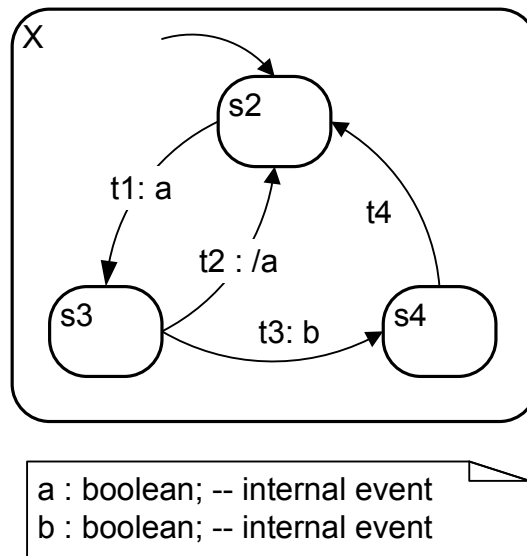 X
s2
t1: a
t4
t2 : /a
s3
s4
t3: b
a : boolean; -- internal event
b : boolean; -- internal event